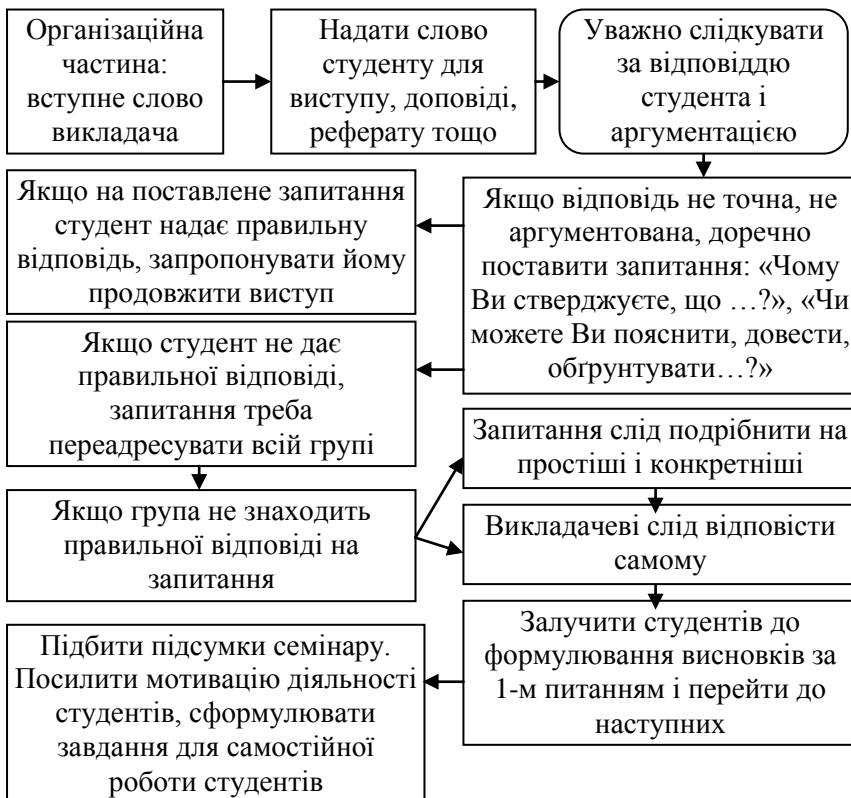 Організаційна
частина:
вступне слово
викладача
Надати слово
студенту для
виступу, доповіді,
реферату тощо
Уважно слідкувати
за відповіддю
студента і
аргументацією
Якщо на поставлене запитання
студент надає правильну
відповідь, запропонувати йому
продовжити виступ
Якщо відповідь не точна, не
аргументована, доречно
поставити запитання: «Чому
Ви стверджуєте, що …?», «Чи
можете Ви пояснити, довести,
обґрунтувати…?»
Якщо студент не дає
правильної відповіді,
запитання треба
переадресувати всій групі
Запитання слід подрібнити на
простіші і конкретніші
Якщо група не знаходить
правильної відповіді на
запитання
Викладачеві слід відповісти
самому
Залучити студентів до
формулювання висновків за
1-м питанням і перейти до
наступних
Підбити підсумки семінару.
Посилити мотивацію діяльності
студентів, сформулювати
завдання для самостійної
роботи студентів